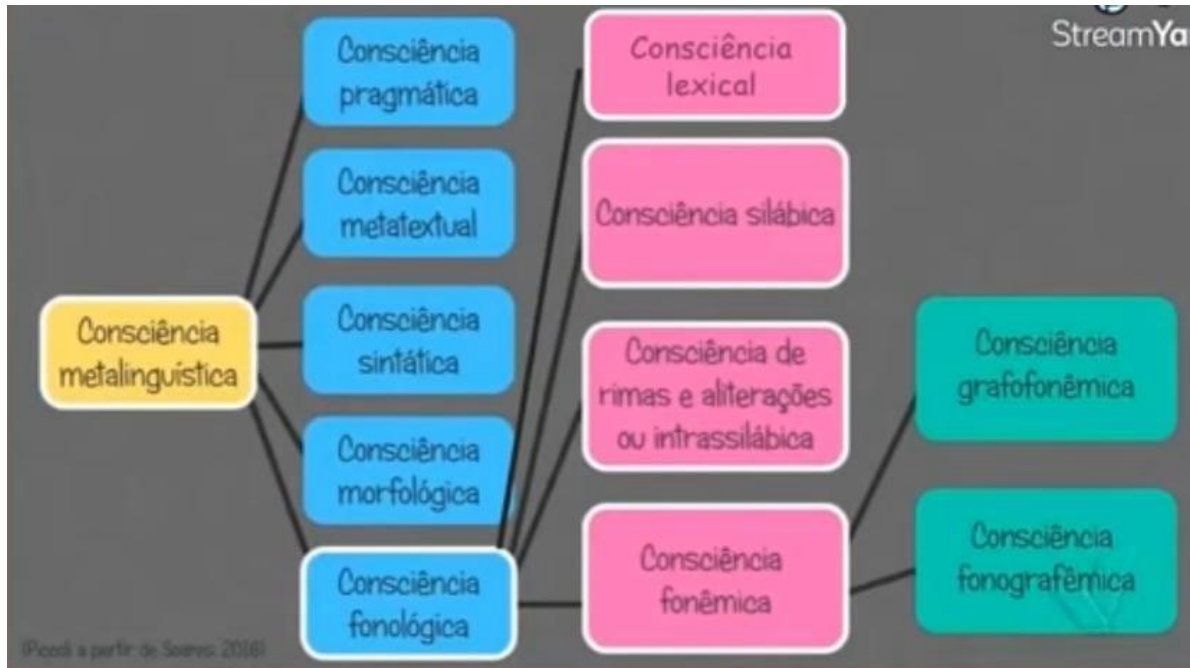 StreamYa
Consciência
pragmática
Consciência
metatextual
Consciência
sintática
Consciência
morfológica
Consciência
fonológica
Consciência
metalinguística
Consciência
lexical
Consciência silábica
Consciência de
rimas e aliterações
ou intrassilábica
Consciência
fonêmica
Consciência
grafofonêmica
Consciência
fonografêmica
(Piccoli a partir de Soares, 2016)